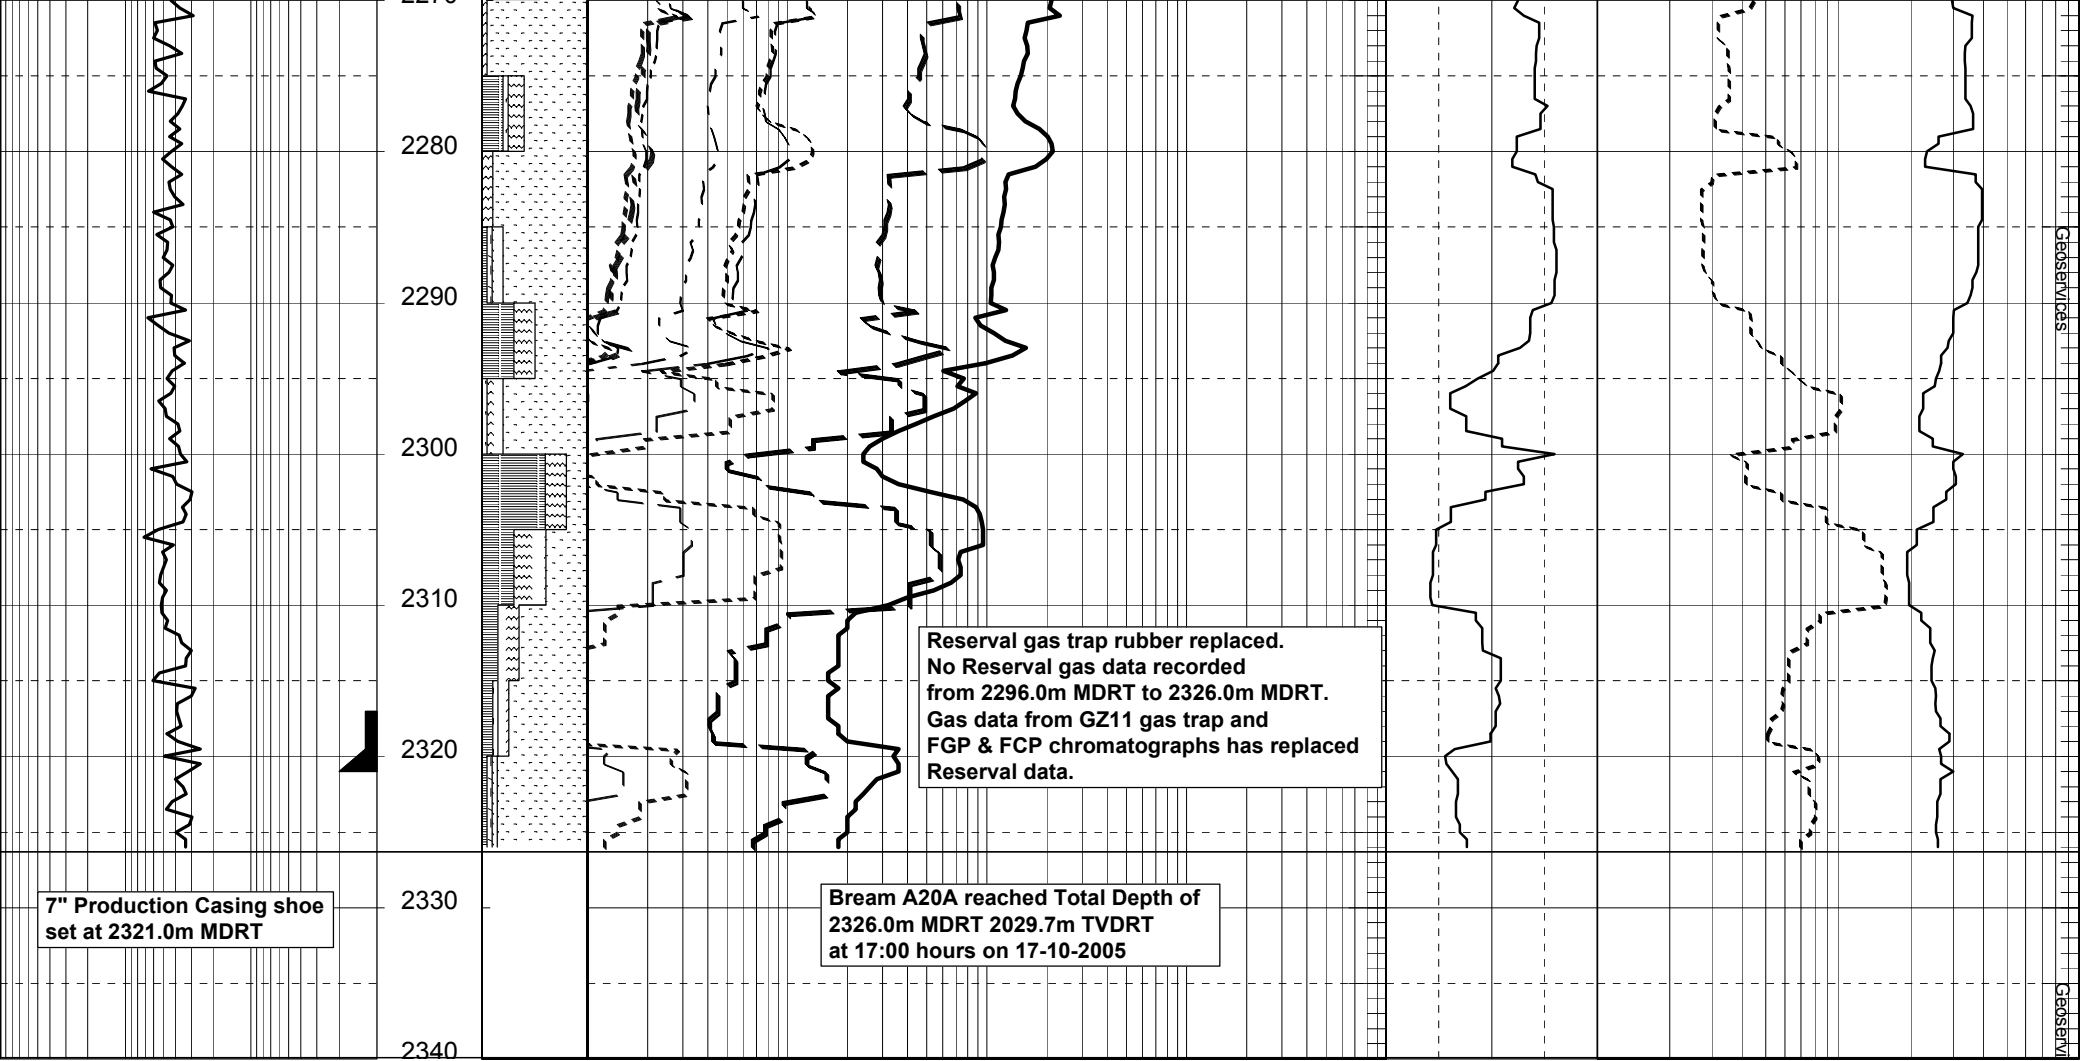 2270
2280
Geoservices
2290
2300
2310
Reserval gas trap rubber replaced.
No Reserval gas data recorded
from 2296.0m MDRT to 2326.0m MDRT.
Gas data from GZ11 gas trap and
FGP & FCP chromatographs has replaced
Reserval data.
2320
7" Production Casing shoe
set at 2321.0m MDRT
2330
Bream A20A reached Total Depth of
2326.0m MDRT 2029.7m TVDRT
at 17:00 hours on 17-10-2005
Geoservi
2340